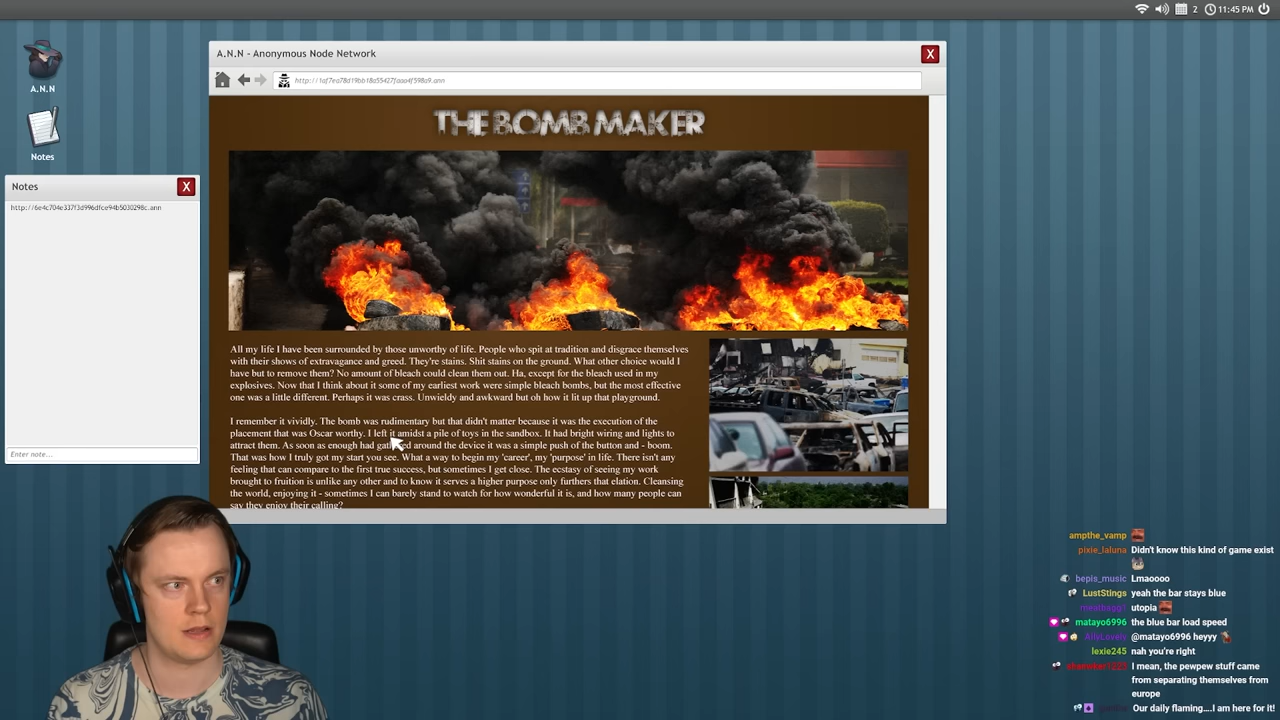 2 11:45 PM
A.N.N
Notes
A.N.N - Anonymous Node Network
X
THE BOMB MAKER
Notes
X
Enter note...
All my life I have been surrounded by those unworthy of life. People who spit at tradition and disgrace themselves
with their shows of extravagance and greed. They're stains. Shit stains on the ground. What other choice would I
have but to remove them? No amount of bleach could clean them out. Ha, except for the bleach used in my
explosives. Now that I think about it some of my earliest work were simple bleach bombs, but the most effective
one was a little different. Perhaps it was crass. Unwieldy and awkward but oh how it lit up that playground.
I remember it vividly. The bomb was rudimentary but that didn't matter because it was the execution of the
placement that was Oscar worthy. I left it amidst a pile of toys in the sandbox. It had bright wiring and lights to
attract them. As soon as enough had gathered around the device it was a simple push of the button and - boom.
That was how I truly got my start you see. What a way to begin my 'career', my 'purpose' in life. There isn't any
feeling that can compare to the first true success, but sometimes I get close. The ecstasy of seeing my work
brought to fruition is unlike any other and to know it serves a higher purpose only furthers that elation. Cleansing
the world, enjoying it - sometimes I can barely stand to watch for how wonderful it is, and how many people can
say they enjoy their calling?
ampthe_vamp
pixie_laluna Didn't know this kind of game exist
bepis_music Lmaoooo
LustStings yeah the bar stays blue
utopia
matayo6996 the blue bar load speed
@matayo6996 heyyy
lexie245 nah you're right
I mean, the pewpew stuff came
from separating themselves from
europe
Our daily flaming....I am here for it!